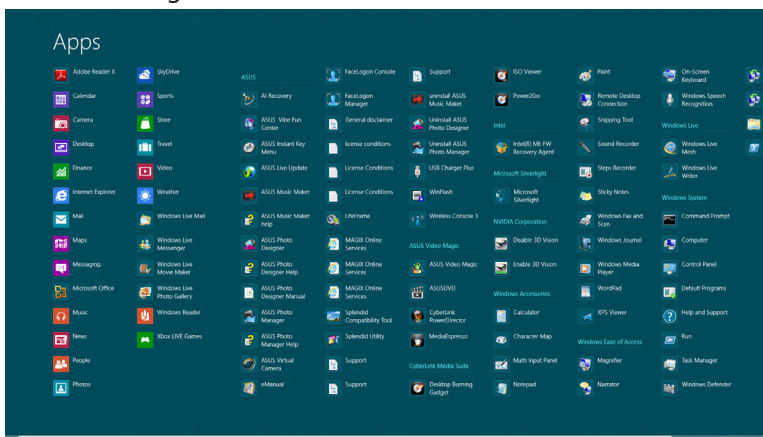 Apps
Adobe Reader X
Calendar
Camera
Desktop
Finance
Internet Explorer
Mail
Maps
Messaging
Microsoft Office
Music
News
People
Photos
SkyDrive
Sports
Store
Travel
Video
Weather
Windows Live Mail
Windows Live
Messenger
Windows Live
Movie Maker
Windows Live
Photo Gallery
Windows Reader
Xbox LIVE Games
ASUS
AI Recovery
ASUS Vibe Fun
Center
ASUS Instant Key
Menu
ASUS Live Update
ASUS Music Maker
ASUS Music Maker
help
ASUS Photo
Designer
ASUS Photo
Designer Help
ASUS Photo
Designer Manual
ASUS Photo
Manager
ASUS Photo
Manager Help
ASUS Virtual
Camera
eManual
FaceLogon Console
FaceLogon
Manager
General disclaimer
license conditions
License Conditions
License Conditions
LifeFrame
MAGIX Online
Services
MAGIX Online
Services
MAGIX Online
Services
Splendid
Compatibility Tool
Splendid Utility
Support
Support
Support
uninstall ASUS
Music Maker
Uninstall ASUS
Photo Designer
Uninstall ASUS
Photo Manager
USB Charger Plus
WinFlash
Wireless Console 3
ASUS Video Magic
ASUS Video Magic
ASUSDVD
CyberLink
PowerDirector
MediaEspresso
CyberLink Media Suite
Desktop Burning
Gadget
ISO Viewer
Power2Go
Intel
Intel(R) ME FW
Recovery Agent
Microsoft Silverlight
Microsoft
Silverlight
NVIDIA Corporation
Disable 3D Vision
Enable 3D Vision
Windows Accessories
Calculator
Character Map
Math Input Panel
Notepad
Paint
Remote Desktop
Connection
Snipping Tool
Sound Recorder
Steps Recorder
Sticky Notes
Windows Fax and
Scan
Windows Journal
Windows Media
Player
WordPad
XPS Viewer
Windows Ease of Access
Magnifier
Narrator
On-Screen
Keyboard
Windows Speech
Recognition
Windows Live
Windows Live
Mesh
Windows Live
Writer
Windows System
Command Prompt
Computer
Control Panel
Default Programs
Help and Support
Run
Task Manager
Windows Defender